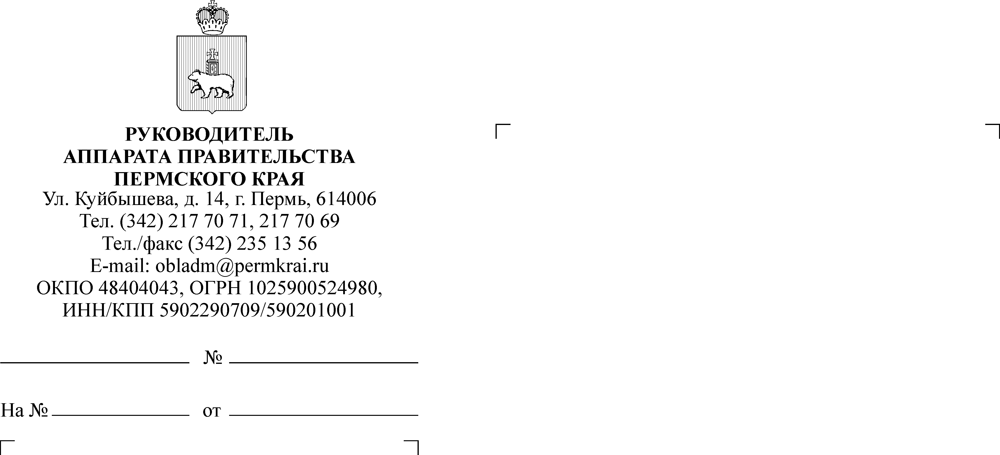 РУКОВОДИТЕЛЬ
АППАРАТА ПРАВИТЕЛЬСТВА
ПЕРМСКОГО КРАЯ
Ул. Куйбышева, д. 14, г. Пермь, 614006
Тел. (342) 217 70 71, 217 70 69
Тел./факс (342) 235 13 56
E-mail: obladm@permkrai.ru
ОКПО 48404043, ОГРН 1025900524980,
ИНН/КПП 5902290709/590201001
№
На № от